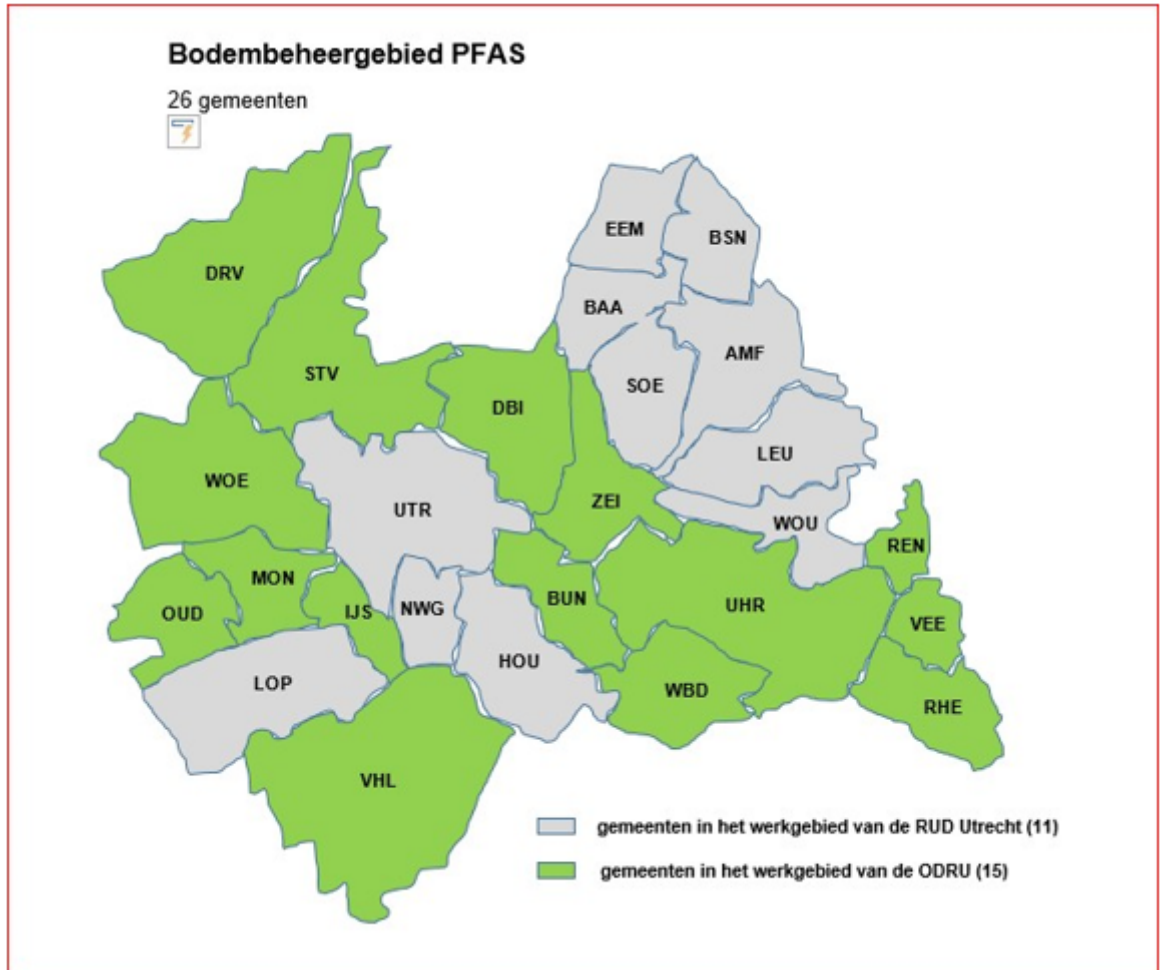 Bodembeheergebied PFAS
26 gemeenten
EEM
BSN
DRV
BAA
AMF
STV
SOE
DBI
LEU
WOE
ZEI
UTR
WOU
REN
MON
BUN
UHR
OUD
IJS
NWG
VEE
HOU
LOP
WBD
RHE
VHL
gemeenten in het werkgebied van de RUD Utrecht (11)
gemeenten in het werkgebied van de ODRU (15)